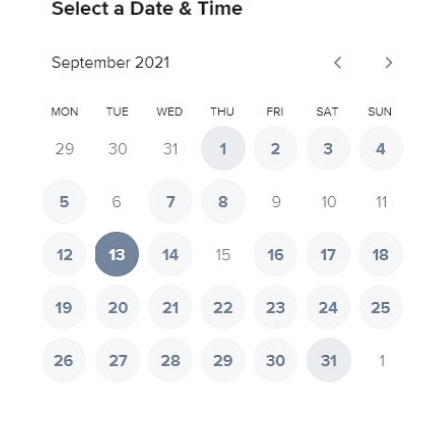 Select a Date & Time
September 2021
MON TUE WED THU FRI SAT SUN
29 30 31 1 2 3 4
5 6 7 8 9 10 11
12 13 14 15 16 17 18
19 20 21 22 23 24 25
26 27 28 29 30 31 1